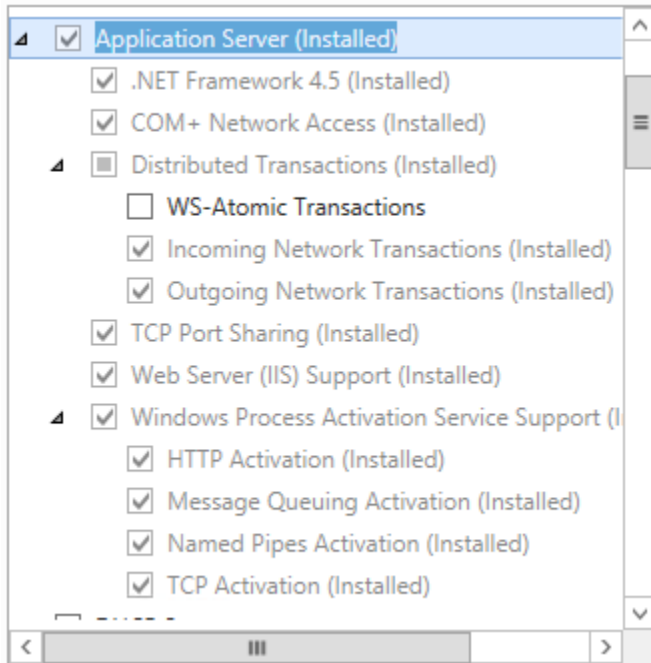 Application Server (Installed)
.NET Framework 4.5 (Installed)
COM+ Network Access (Installed)
Distributed Transactions (Installed)
WS-Atomic Transactions
Incoming Network Transactions (Installed)
Outgoing Network Transactions (Installed)
TCP Port Sharing (Installed)
Web Server (IIS) Support (Installed)
Windows Process Activation Service Support (I
HTTP Activation (Installed)
Message Queuing Activation (Installed)
Named Pipes Activation (Installed)
TCP Activation (Installed)